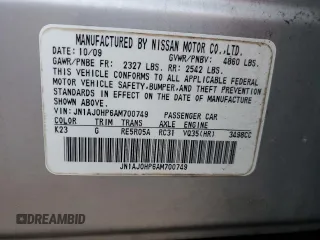 MANUFACTURED BY NISSAN MOTOR CO.,LTD.
DATE: 10/09 GVWR/PNBV: 4860 LBS.
GAWR/PNBE FR: 2327 LBS. RR: 2542 LBS.
THIS VEHICLE CONFORMS TO ALL APPLICABLE
FEDERAL MOTOR VEHICLE
SAFETY,BUMPER,AND THEFT PREVENTION
STANDARDS IN EFFECT ON THE DATE OF
MANUFACTURE SHOWN ABOVE.
VIN: JN1AJ0HP6AM700749 PASSENGER CAR
COLOR TRIM TRANS AXLE ENGINE
K23 G RE5R05A RC31 VQ35(HR) 3498CC
JN1AJ0HP6AM700749
DREAMBID